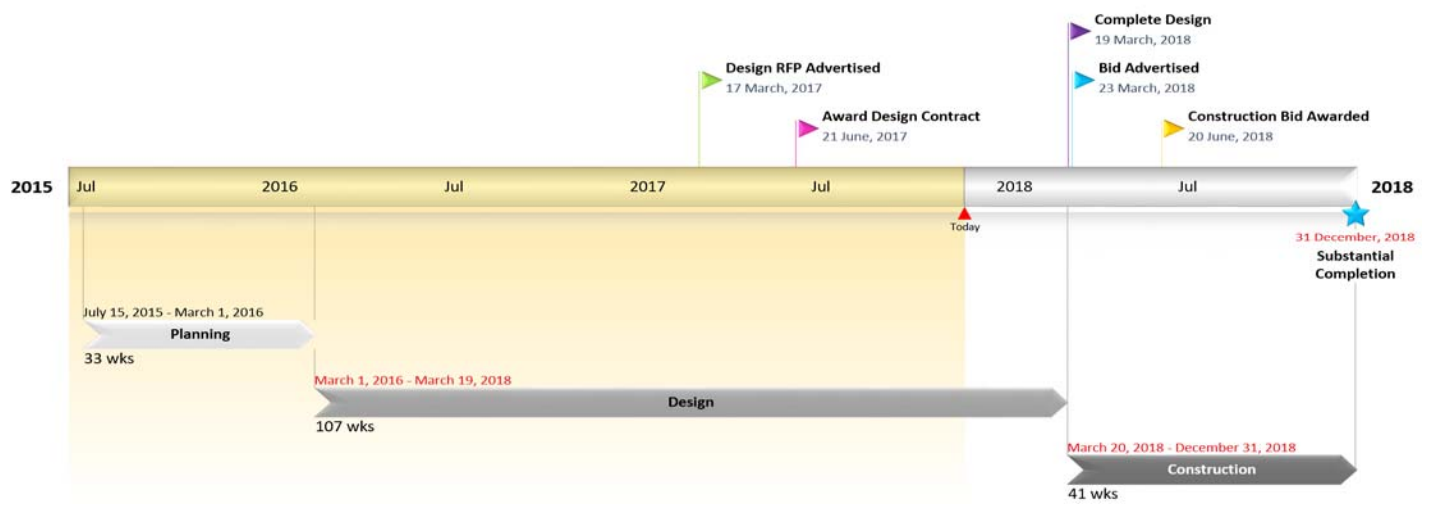 Complete Design
19 March, 2018
Design RFP Advertised
17 March, 2017
Bid Advertised
23 March, 2018
Award Design Contract
21 June, 2017
Construction Bid Awarded
20 June, 2018
2015 Jul 2016 Jul 2017 Jul 2018 Jul 2018
Today
31 December, 2018
Substantial
Completion
July 15, 2015 - March 1, 2016
Planning
33 wks
March 1, 2016 - March 19, 2018
Design
107 wks
March 20, 2018 - December 31, 2018
Construction
41 wks